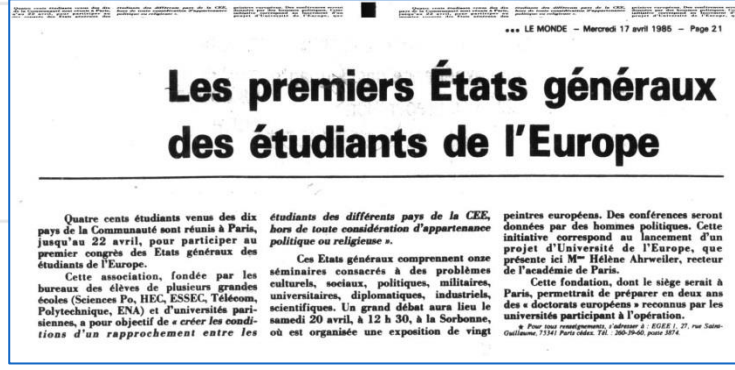 ••• LE MONDE – Mercredi 17 avril 1985 – Page 21
Les premiers États généraux
des étudiants de l'Europe
Quatre cents étudiants venus des dix
pays de la Communauté sont réunis à Paris,
jusqu'au 22 avril, pour participer au
premier congrès des Etats généraux des
étudiants de l'Europe.
Cette association, fondée par les
bureaux des élèves de plusieurs grandes
écoles (Sciences Po, HEC, ESSEC, Télécom,
Polytechnique, ENA) et d'universités pari-
siennes, a pour objectif de « créer les condi-
tions d'un rapprochement entre les
étudiants des différents pays de la CEE,
hors de toute considération d'appartenance
politique ou religieuse ».
Ces Etats généraux comprennent onze
séminaires consacrés à des problèmes
culturels, sociaux, politiques, militaires,
universitaires, diplomatiques, industriels,
scientifiques. Un grand débat aura lieu le
samedi 20 avril, à 12 h 30, à la Sorbonne,
où est organisée une exposition de vingt
peintres européens. Des conférences seront
données par des hommes politiques. Cette
initiative correspond au lancement d'un
projet d'Université de l'Europe, que
présente ici Mme Hélène Ahrweiler, recteur
de l'académie de Paris.
Cette fondation, dont le siège serait à
Paris, permettrait de préparer en deux ans
des « doctorats européens » reconnus par les
universités participant à l'opération.
★ Pour tous renseignements, s'adresser à : EGEE 1, 27, rue Saint-
Guillaume, 75341 Paris cédex. Tél. : 260-39-60, poste 3874.